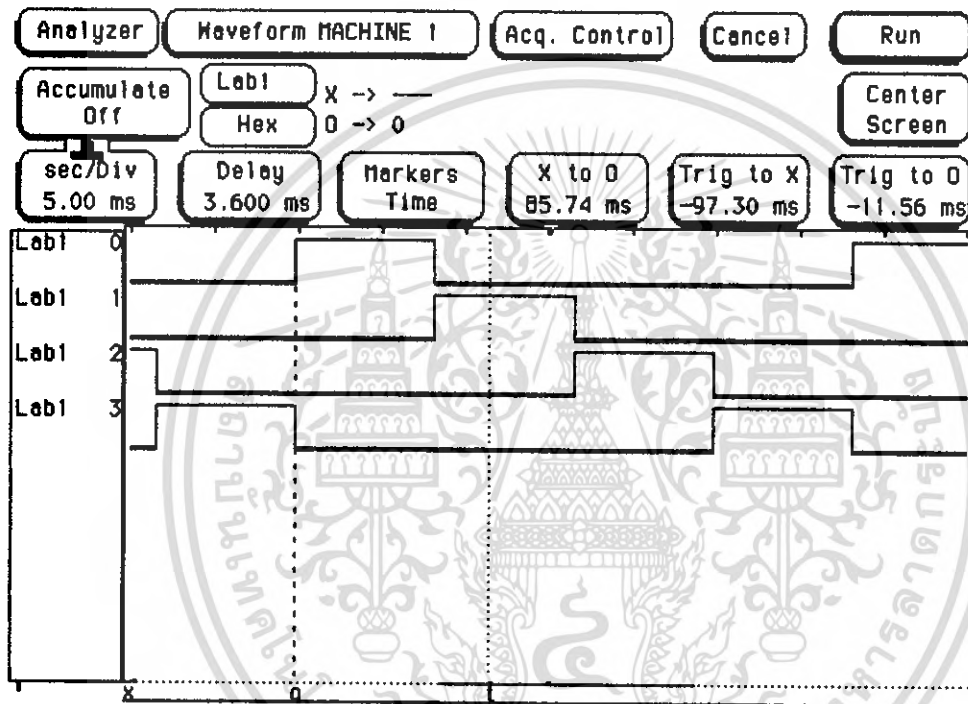 Analyzer Waveform MACHINE 1 Acq. Control Cancel Run
Accumulate Off Lab1 X -> —— Center Screen
Hex O -> 0
sec/Div Delay Markers X to O Trig to X Trig to O
5.00 ms 3.600 ms Time 85.74 ms -97.30 ms -11.56 ms
Lab1 0
Lab1 1
Lab1 2
Lab1 3
X O t